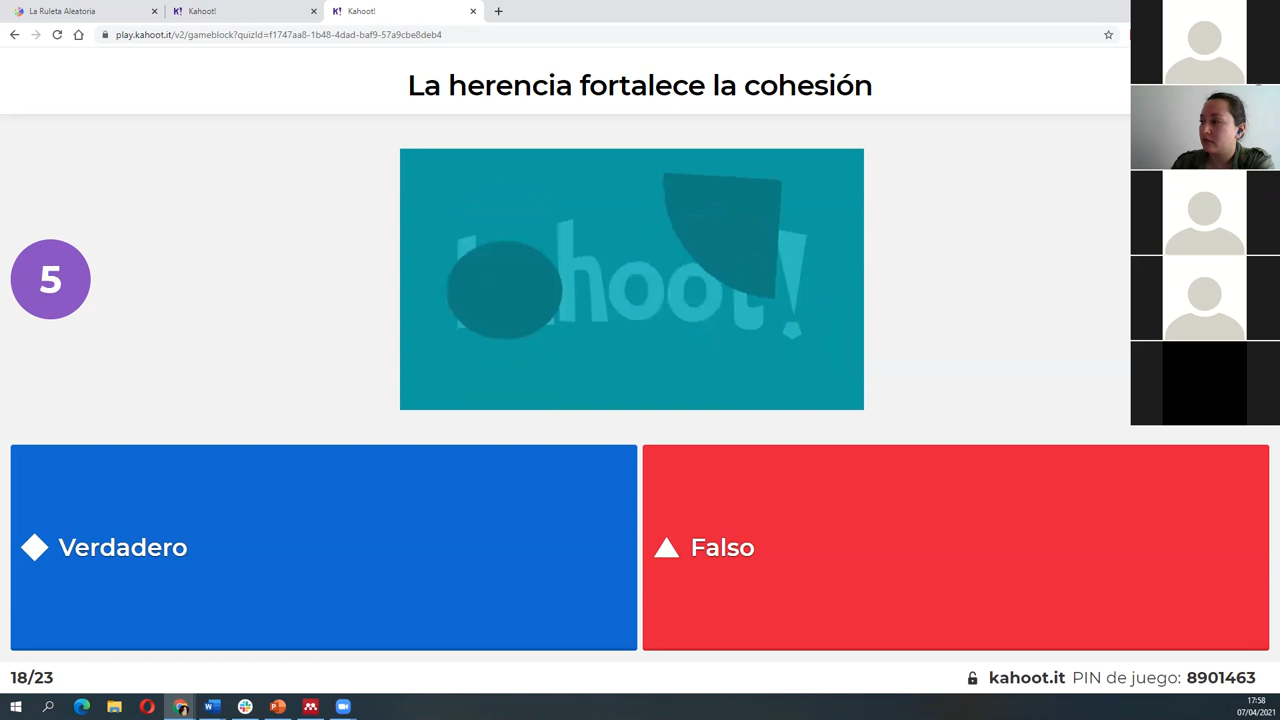 La Ruleta Aleatoria
Kahoot!
Kahoot!
play.kahoot.it/v2/gameblock?quizId=f1747aa8-1b48-4dad-baf9-57a9cbe8deb4
La herencia fortalece la cohesión
5
hoot!
Verdadero
Falso
18/23
kahoot.it PIN de juego: 8901463
17:58
07/04/2021